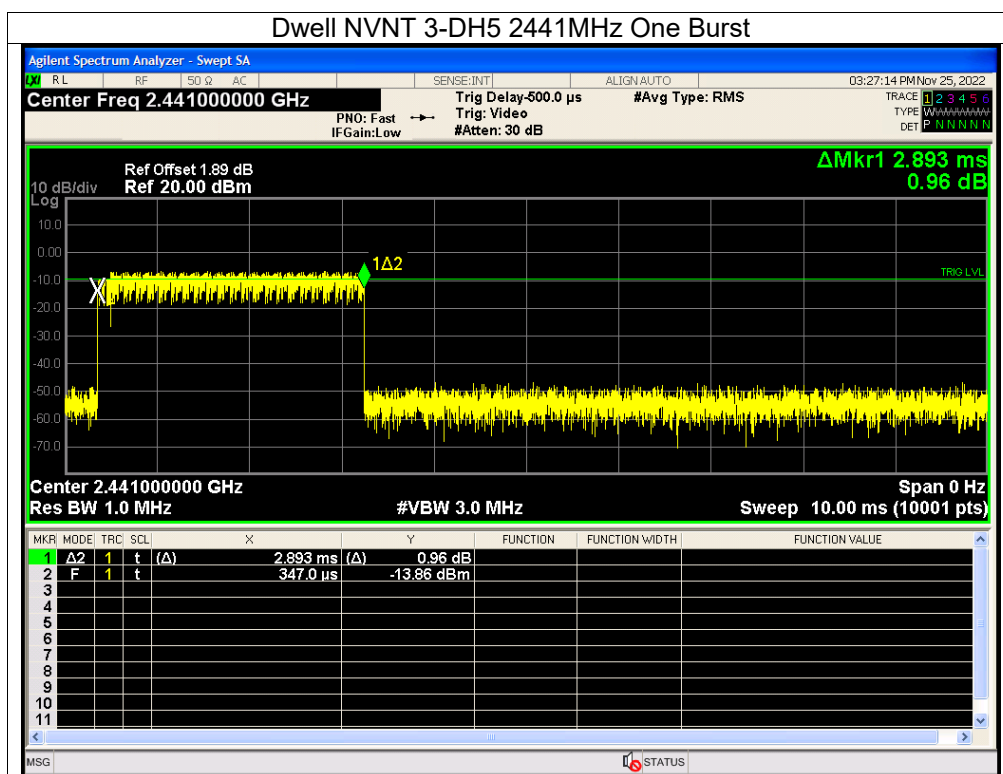 Dwell NVNT 3-DH5 2441MHz One Burst
Agilent Spectrum Analyzer - Swept SA
LXI RL RF 50 Ω AC SENSE:INT ALIGN AUTO 03:27:14 PM Nov 25, 2022
Center Freq 2.441000000 GHz Trig Delay-500.0 µs #Avg Type: RMS TRACE 1 2 3 4 5 6
PNO: Fast Trig: Video TYPE
IFGain:Low #Atten: 30 dB DET P N N N N N
ΔMkr1 2.893 ms
0.96 dB
Ref Offset 1.89 dB
10 dB/div Ref 20.00 dBm
Log
10.0
0.00
1Δ2
-10.0 TRIG LVL
-20.0
-30.0
-40.0
-50.0
-60.0
-70.0
Center 2.441000000 GHz Span 0 Hz
Res BW 1.0 MHz #VBW 3.0 MHz Sweep 10.00 ms (10001 pts)
MKR MODE TRC SCL X Y FUNCTION FUNCTION WIDTH FUNCTION VALUE
1 Δ2 1 t (Δ) 2.893 ms (Δ) 0.96 dB
2 F 1 t 347.0 µs -13.86 dBm
3
4
5
6
7
8
9
10
11
MSG STATUS